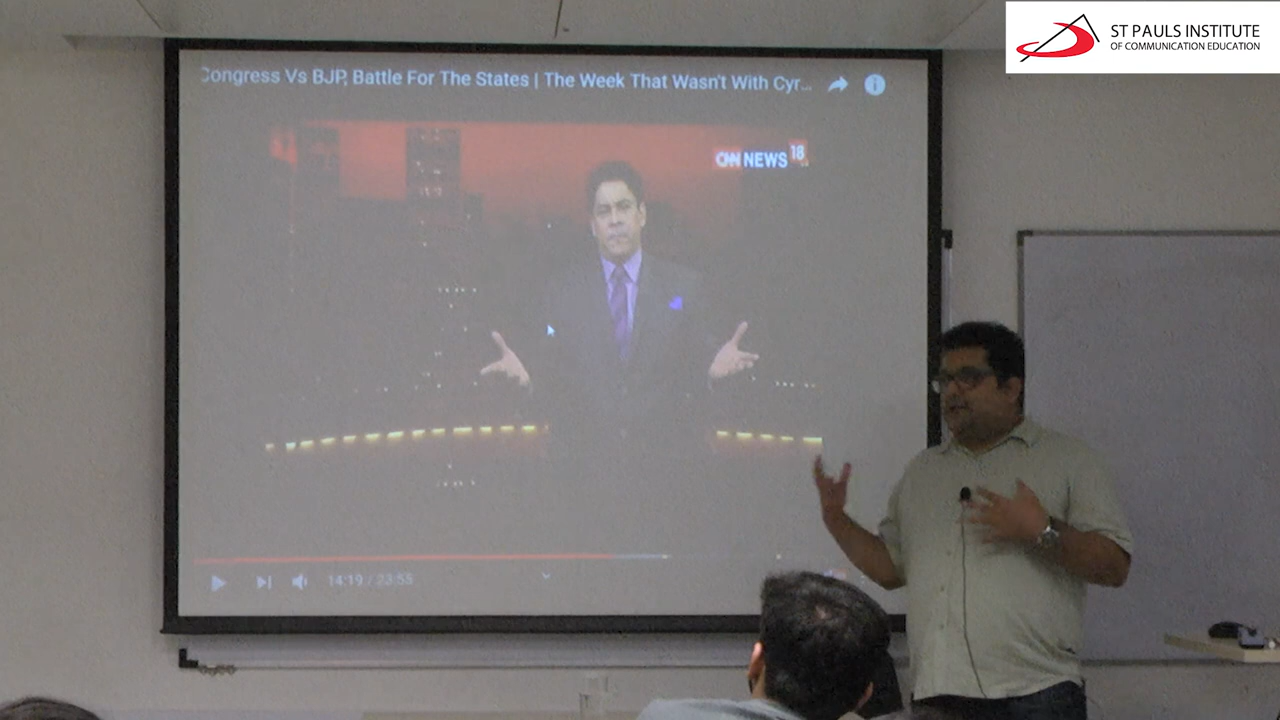 ST PAULS INSTITUTE
OF COMMUNICATION EDUCATION
Congress Vs BJP, Battle For The States | The Week That Wasn't With Cyr...
CNN NEWS 18
14:19 / 23:55